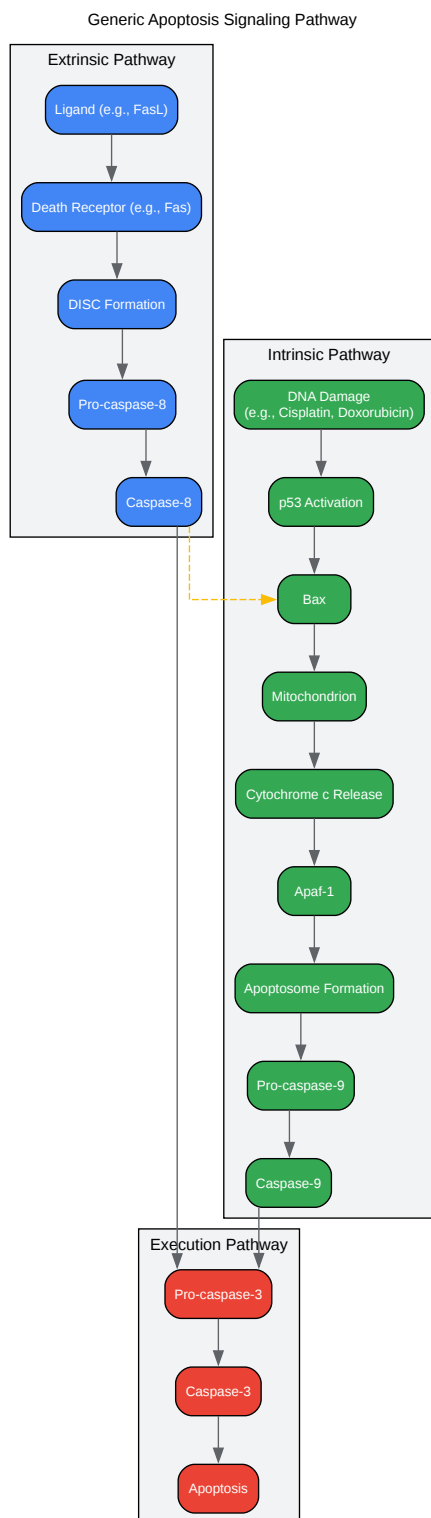 Generic Apoptosis Signaling Pathway
Extrinsic Pathway
Ligand (e.g., FasL)
Death Receptor (e.g., Fas)
DISC Formation
Pro-caspase-8
Caspase-8
Intrinsic Pathway
DNA Damage
(e.g., Cisplatin, Doxorubicin)
p53 Activation
Bax
Mitochondrion
Cytochrome c Release
Apaf-1
Apoptosome Formation
Pro-caspase-9
Caspase-9
Execution Pathway
Pro-caspase-3
Caspase-3
Apoptosis